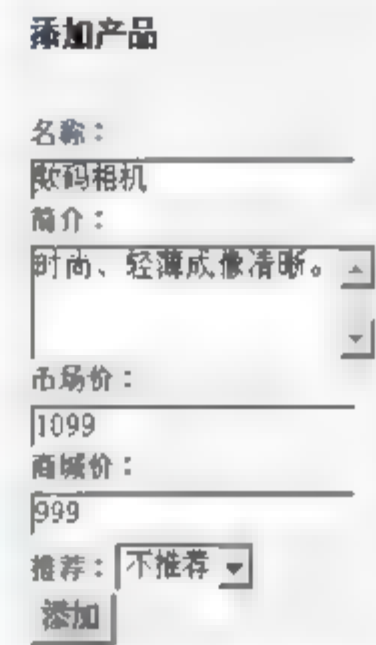 添加产品
名称：
数码相机
简介：
时尚、轻薄成像清晰。
市场价：
1099
商城价：
999
推荐：不推荐
添加